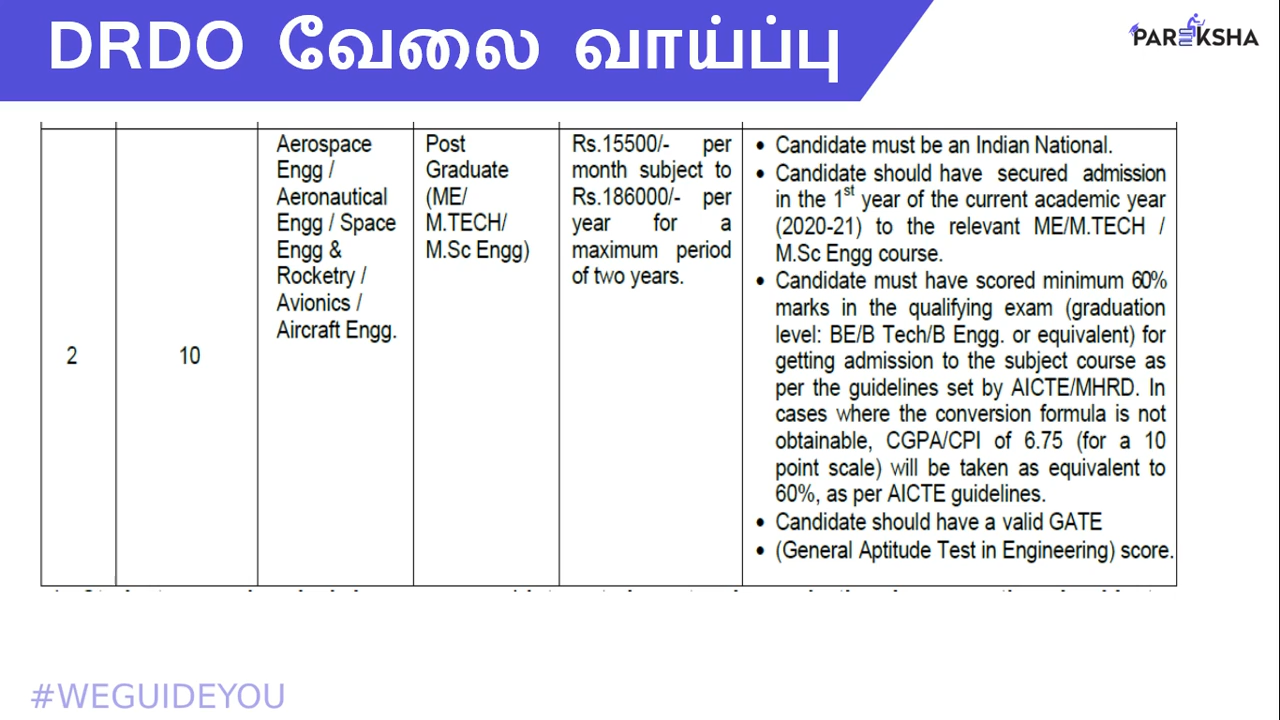 DRDO வேலை வாய்ப்பு
PAREKSHA
2
10
Aerospace
Engg /
Aeronautical
Engg / Space
Engg &
Rocketry /
Avionics /
Aircraft Engg.
Post
Graduate
(ME/
M.TECH/
M.Sc Engg)
Rs.15500/- per
month subject to
Rs.186000/- per
year for a
maximum period
of two years.
• Candidate must be an Indian National.
• Candidate should have secured admission
in the 1st year of the current academic year
(2020-21) to the relevant ME/M.TECH /
M.Sc Engg course.
• Candidate must have scored minimum 60%
marks in the qualifying exam (graduation
level: BE/B Tech/B Engg. or equivalent) for
getting admission to the subject course as
per the guidelines set by AICTE/MHRD. In
cases where the conversion formula is not
obtainable, CGPA/CPI of 6.75 (for a 10
point scale) will be taken as equivalent to
60%, as per AICTE guidelines.
• Candidate should have a valid GATE
• (General Aptitude Test in Engineering) score.
#WEGUIDEYOU